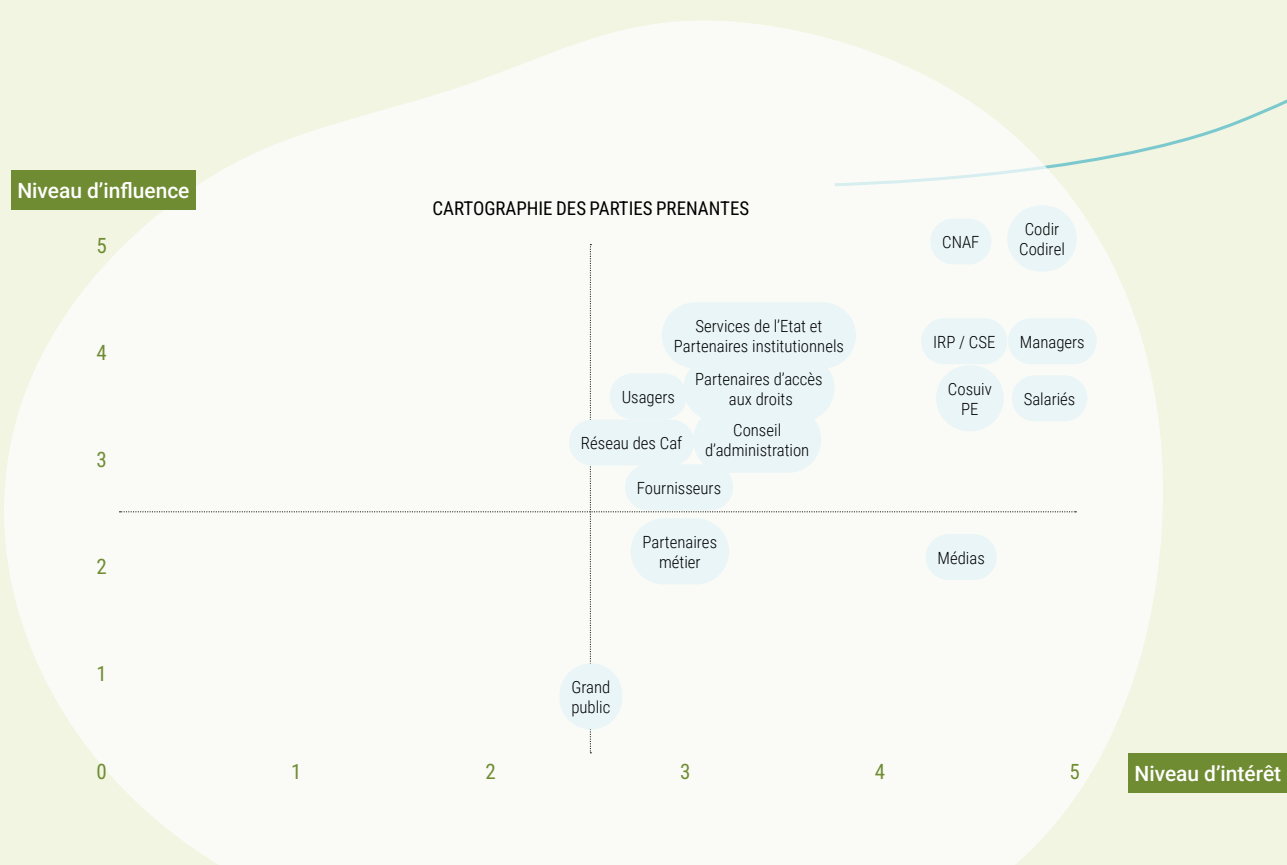 Niveau d'influence
CARTOGRAPHIE DES PARTIES PRENANTES
5
CNAF
Codir
Codirel
4
Services de l'Etat et
Partenaires institutionnels
IRP / CSE
Managers
Usagers
Partenaires d'accès
aux droits
Cosuiv
PE
Salariés
3
Réseau des Caf
Conseil
d'administration
Fournisseurs
2
Partenaires
métier
Médias
1
Grand
public
0
1
2
3
4
5
Niveau d'intérêt